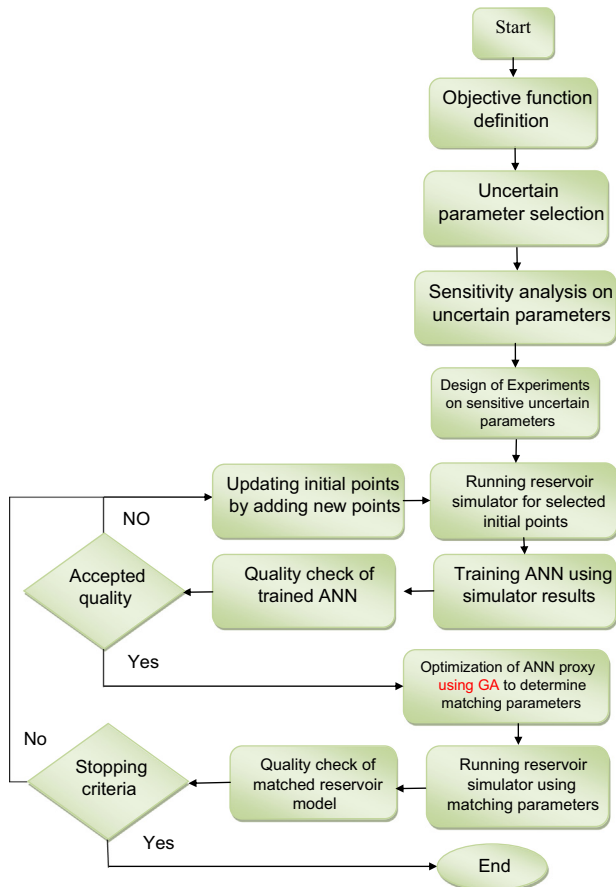 Start
Objective function
definition
Uncertain
parameter selection
Sensitivity analysis on
uncertain parameters
Design of Experiments
on sensitive uncertain
parameters
Updating initial points
by adding new points
Running reservoir
simulator for selected
initial points
NO
Accepted
quality
Quality check of
trained ANN
Training ANN using
simulator results
Yes
Optimization of ANN proxy
using GA to determine
matching parameters
No
Stopping
criteria
Quality check of
matched reservoir
model
Running reservoir
simulator using
matching parameters
Yes
End